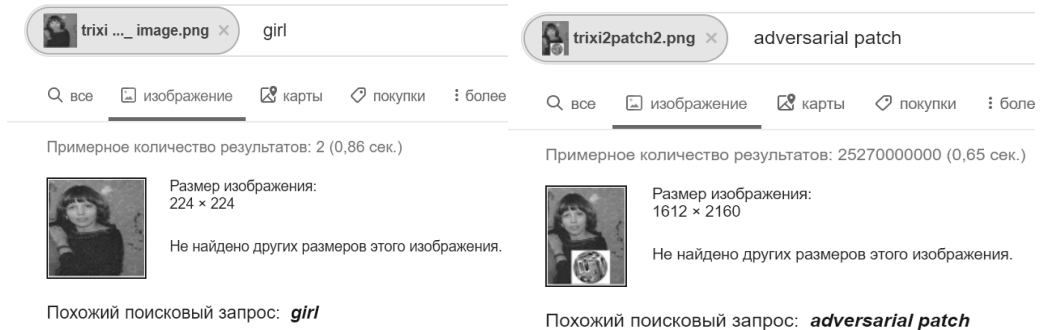 trixi ..._ image.png × girl
все изображение карты покупки более
Примерное количество результатов: 2 (0,86 сек.)
Размер изображения:
224 × 224
Не найдено других размеров этого изображения.
Похожий поисковый запрос: girl
trixi2patch2.png × adversarial patch
все изображение карты покупки боле
Примерное количество результатов: 25270000000 (0,65 сек.)
Размер изображения:
1612 × 2160
Не найдено других размеров этого изображения.
Похожий поисковый запрос: adversarial patch